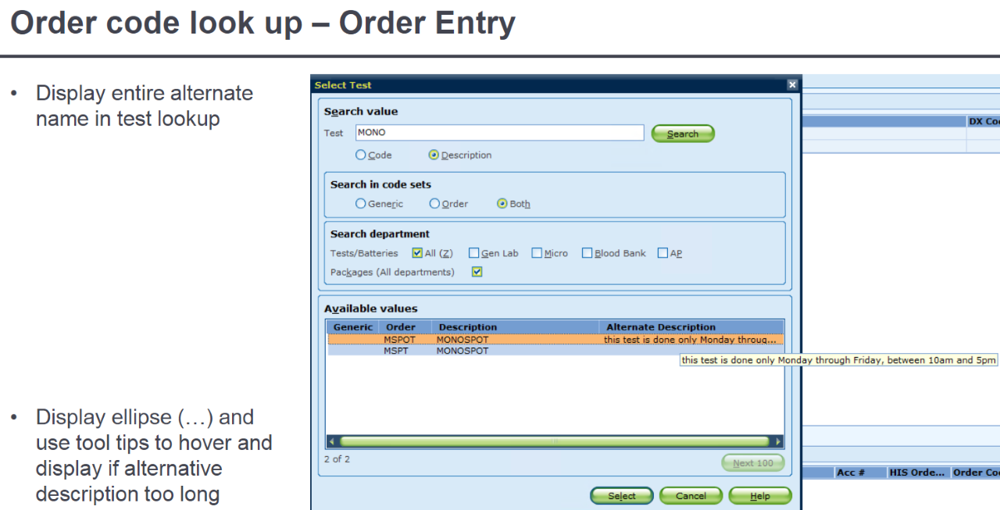 Order code look up – Order Entry
• Display entire alternate
name in test lookup
Select Test
Search value
Test MONO Search
Code Description
Search in code sets
Generic Order Both
Search department
Tests/Batteries All (Z) Gen Lab Micro Blood Bank AP
Packages (All departments)
Available values
Generic Order Description Alternate Description
MSPOT MONOSPOT this test is done only Monday throug...
MSPT MONOSPOT
this test is done only Monday through Friday, between 10am and 5pm
2 of 2
Next 100
Select Cancel Help
DX Co
Acc # HIS Orde... Order Co
• Display ellipse (…) and
use tool tips to hover and
display if alternative
description too long